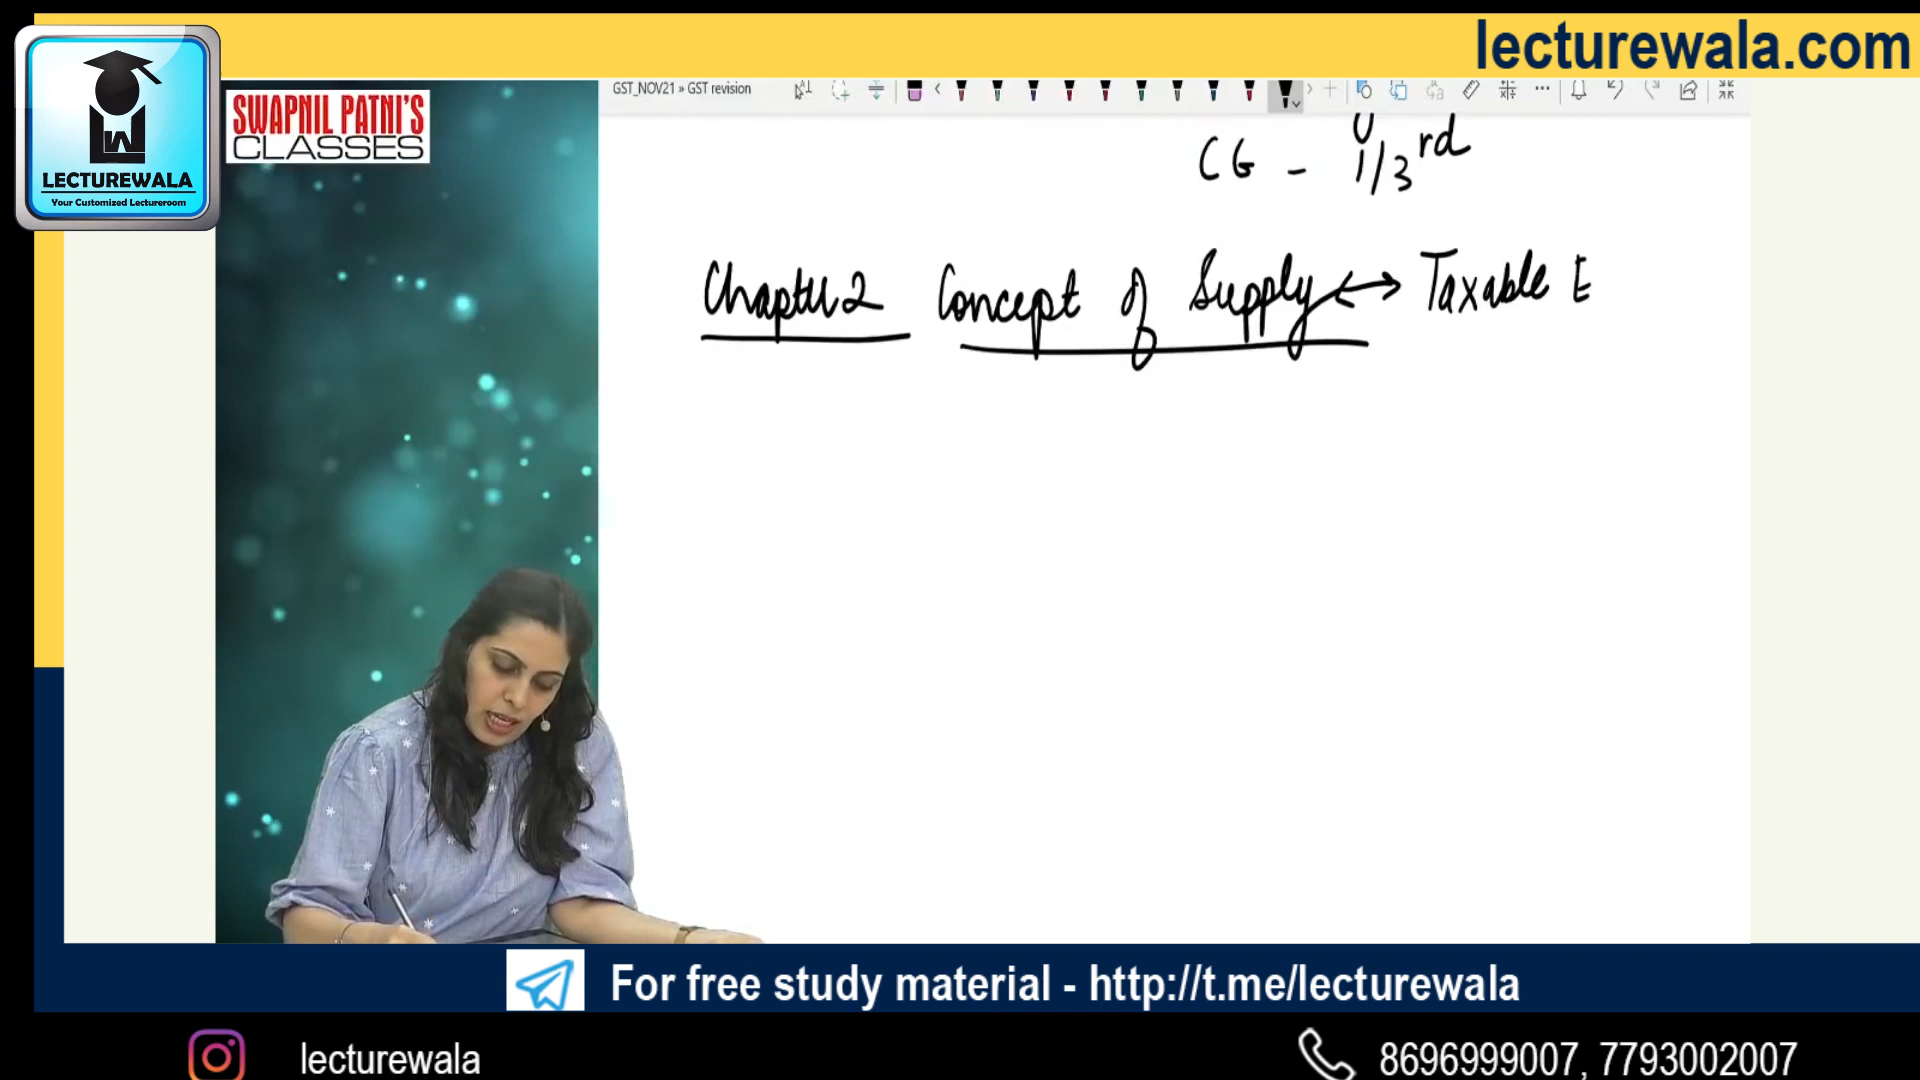 lecturewala.com
LW
LECTUREWALA
Your Customized Lectureroom
SWAPNIL PATNI'S
CLASSES
GST_NOV21 » GST revision
CG - 1/3rd
Chapter 2 Concept of Supply ↔ Taxable E
For free study material - http://t.me/lecturewala
lecturewala
8696999007, 7793002007